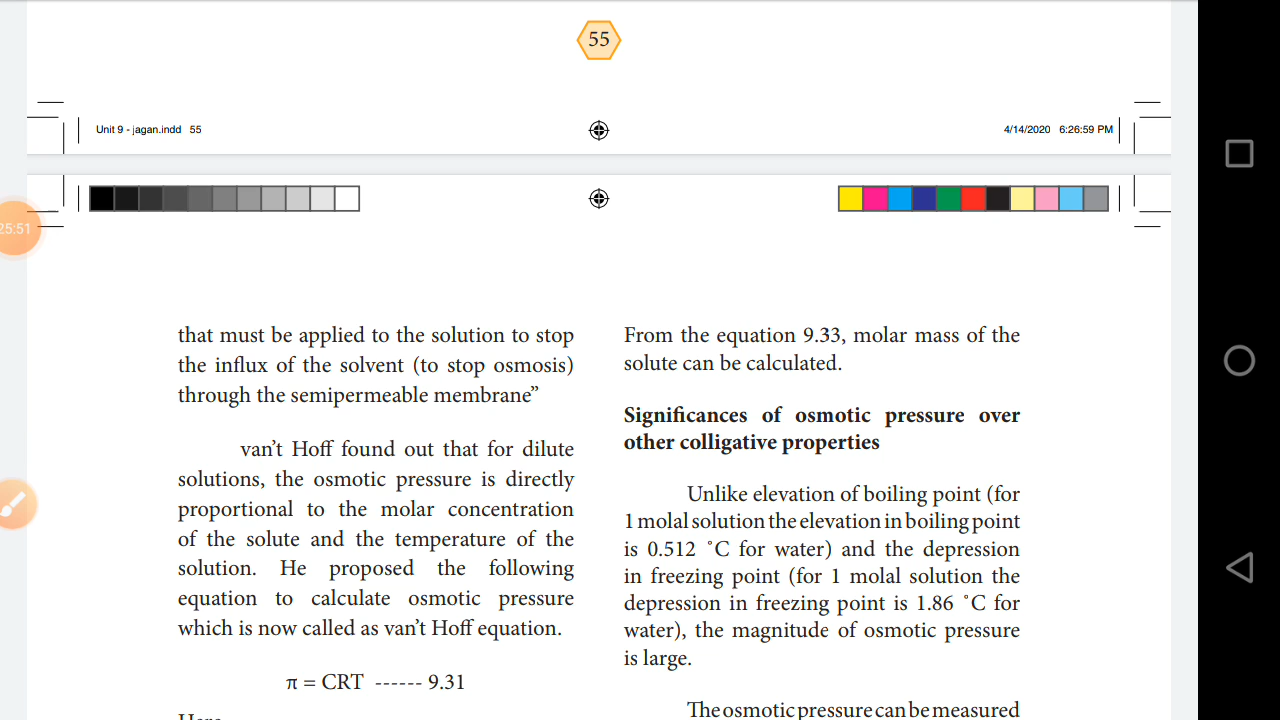 55
Unit 9 - jagan.indd 55
4/14/2020 6:26:59 PM
25:51
that must be applied to the solution to stop
the influx of the solvent (to stop osmosis)
through the semipermeable membrane”
van’t Hoff found out that for dilute
solutions, the osmotic pressure is directly
proportional to the molar concentration
of the solute and the temperature of the
solution. He proposed the following
equation to calculate osmotic pressure
which is now called as van’t Hoff equation.
π = CRT ------ 9.31
Here
From the equation 9.33, molar mass of the
solute can be calculated.
Significances of osmotic pressure over
other colligative properties
Unlike elevation of boiling point (for
1 molal solution the elevation in boiling point
is 0.512 ˚C for water) and the depression
in freezing point (for 1 molal solution the
depression in freezing point is 1.86 ˚C for
water), the magnitude of osmotic pressure
is large.
The osmotic pressure can be measured